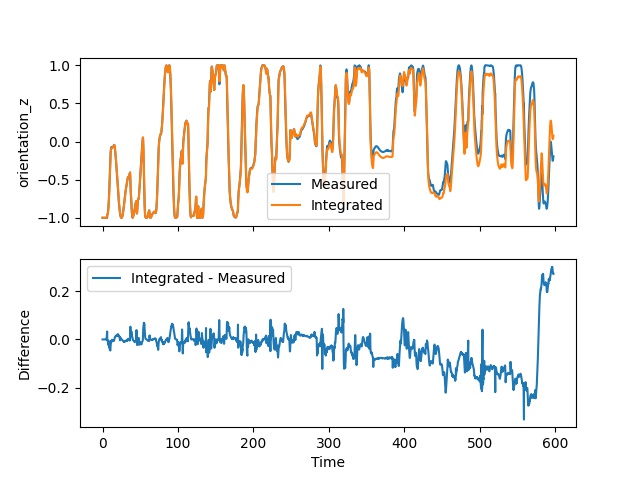 1.0
0.5
0.0
−0.5
−1.0
orientation_z
Measured
Integrated
Integrated - Measured
0.2
0.0
−0.2
Difference
0 100 200 300 400 500 600
Time